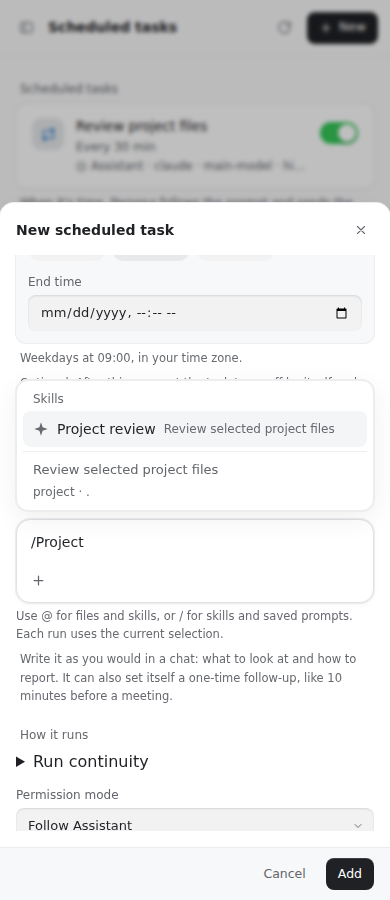 Scheduled tasks
New
Scheduled tasks
Review project files
Every 30 min
Assistant · claude · main-model · hi...
New scheduled task
End time
mm/dd/yyyy, --:-- --
Weekdays at 09:00, in your time zone.
Skills
Project review Review selected project files
Review selected project files
project · .
/Project
+
Use @ for files and skills, or / for skills and saved prompts.
Each run uses the current selection.
Write it as you would in a chat: what to look at and how to
report. It can also set itself a one-time follow-up, like 10
minutes before a meeting.
How it runs
Run continuity
Permission mode
Follow Assistant
Cancel
Add